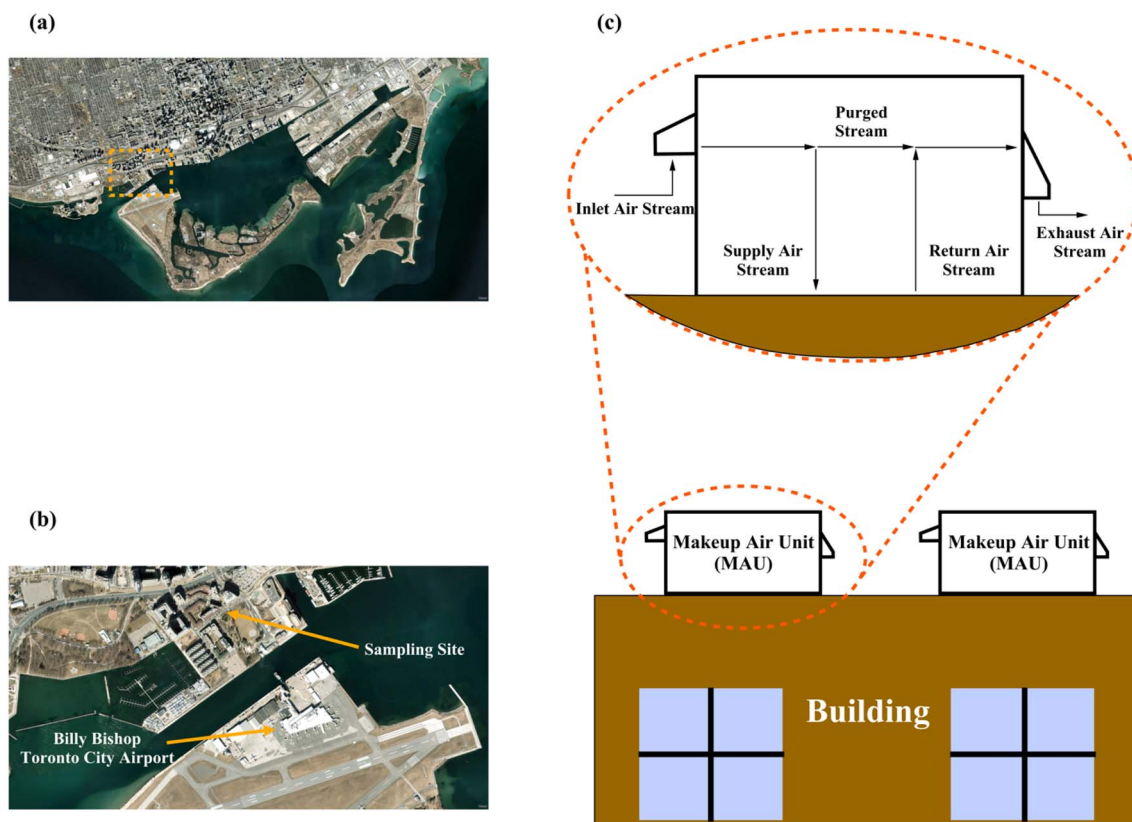 (a)
(b)
Sampling Site
Billy Bishop
Toronto City Airport
(c)
Purged
Stream
Inlet Air Stream
Supply Air
Stream
Return Air
Stream
Exhaust Air
Stream
Makeup Air Unit
(MAU)
Makeup Air Unit
(MAU)
Building